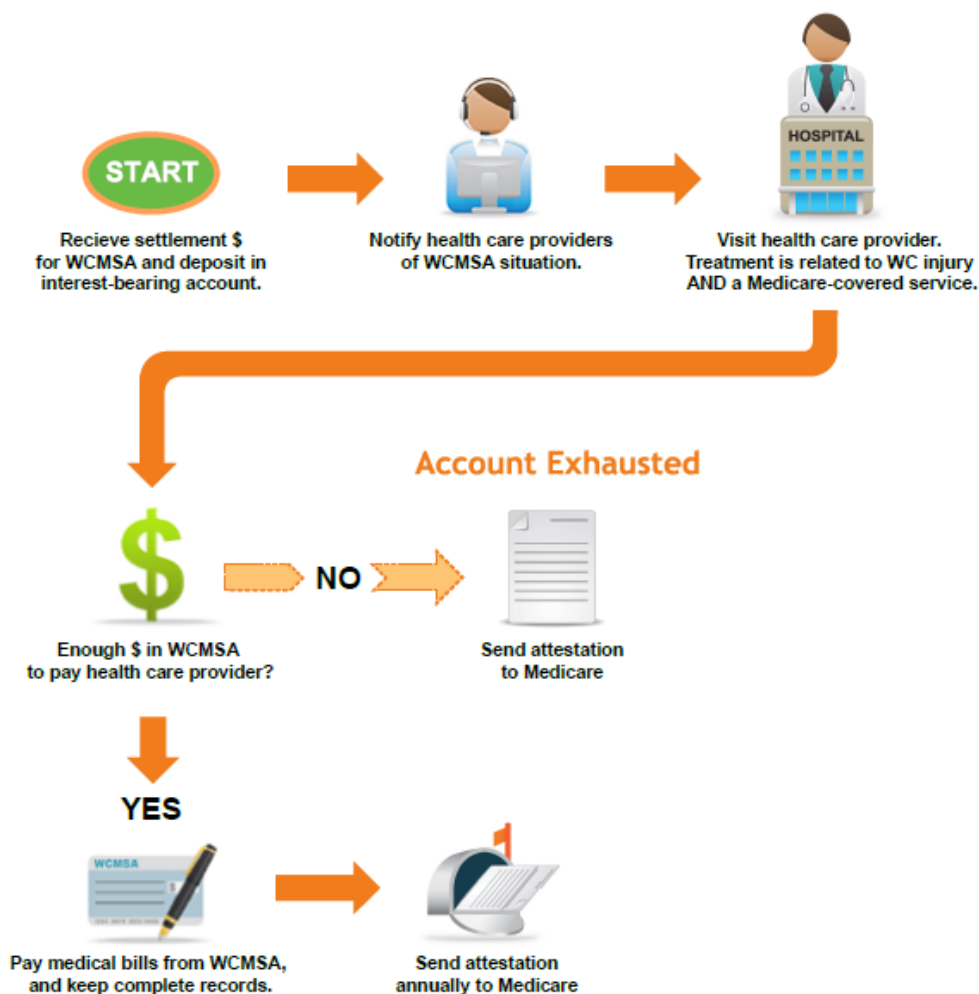 START
Recieve settlement $
for WCMSA and deposit in
interest-bearing account.
Notify health care providers
of WCMSA situation.
HOSPITAL
Visit health care provider.
Treatment is related to WC injury
AND a Medicare-covered service.
Account Exhausted
$
NO
Enough $ in WCMSA
to pay health care provider?
Send attestation
to Medicare
YES
WCMSA
$
Pay medical bills from WCMSA,
and keep complete records.
Send attestation
annually to Medicare